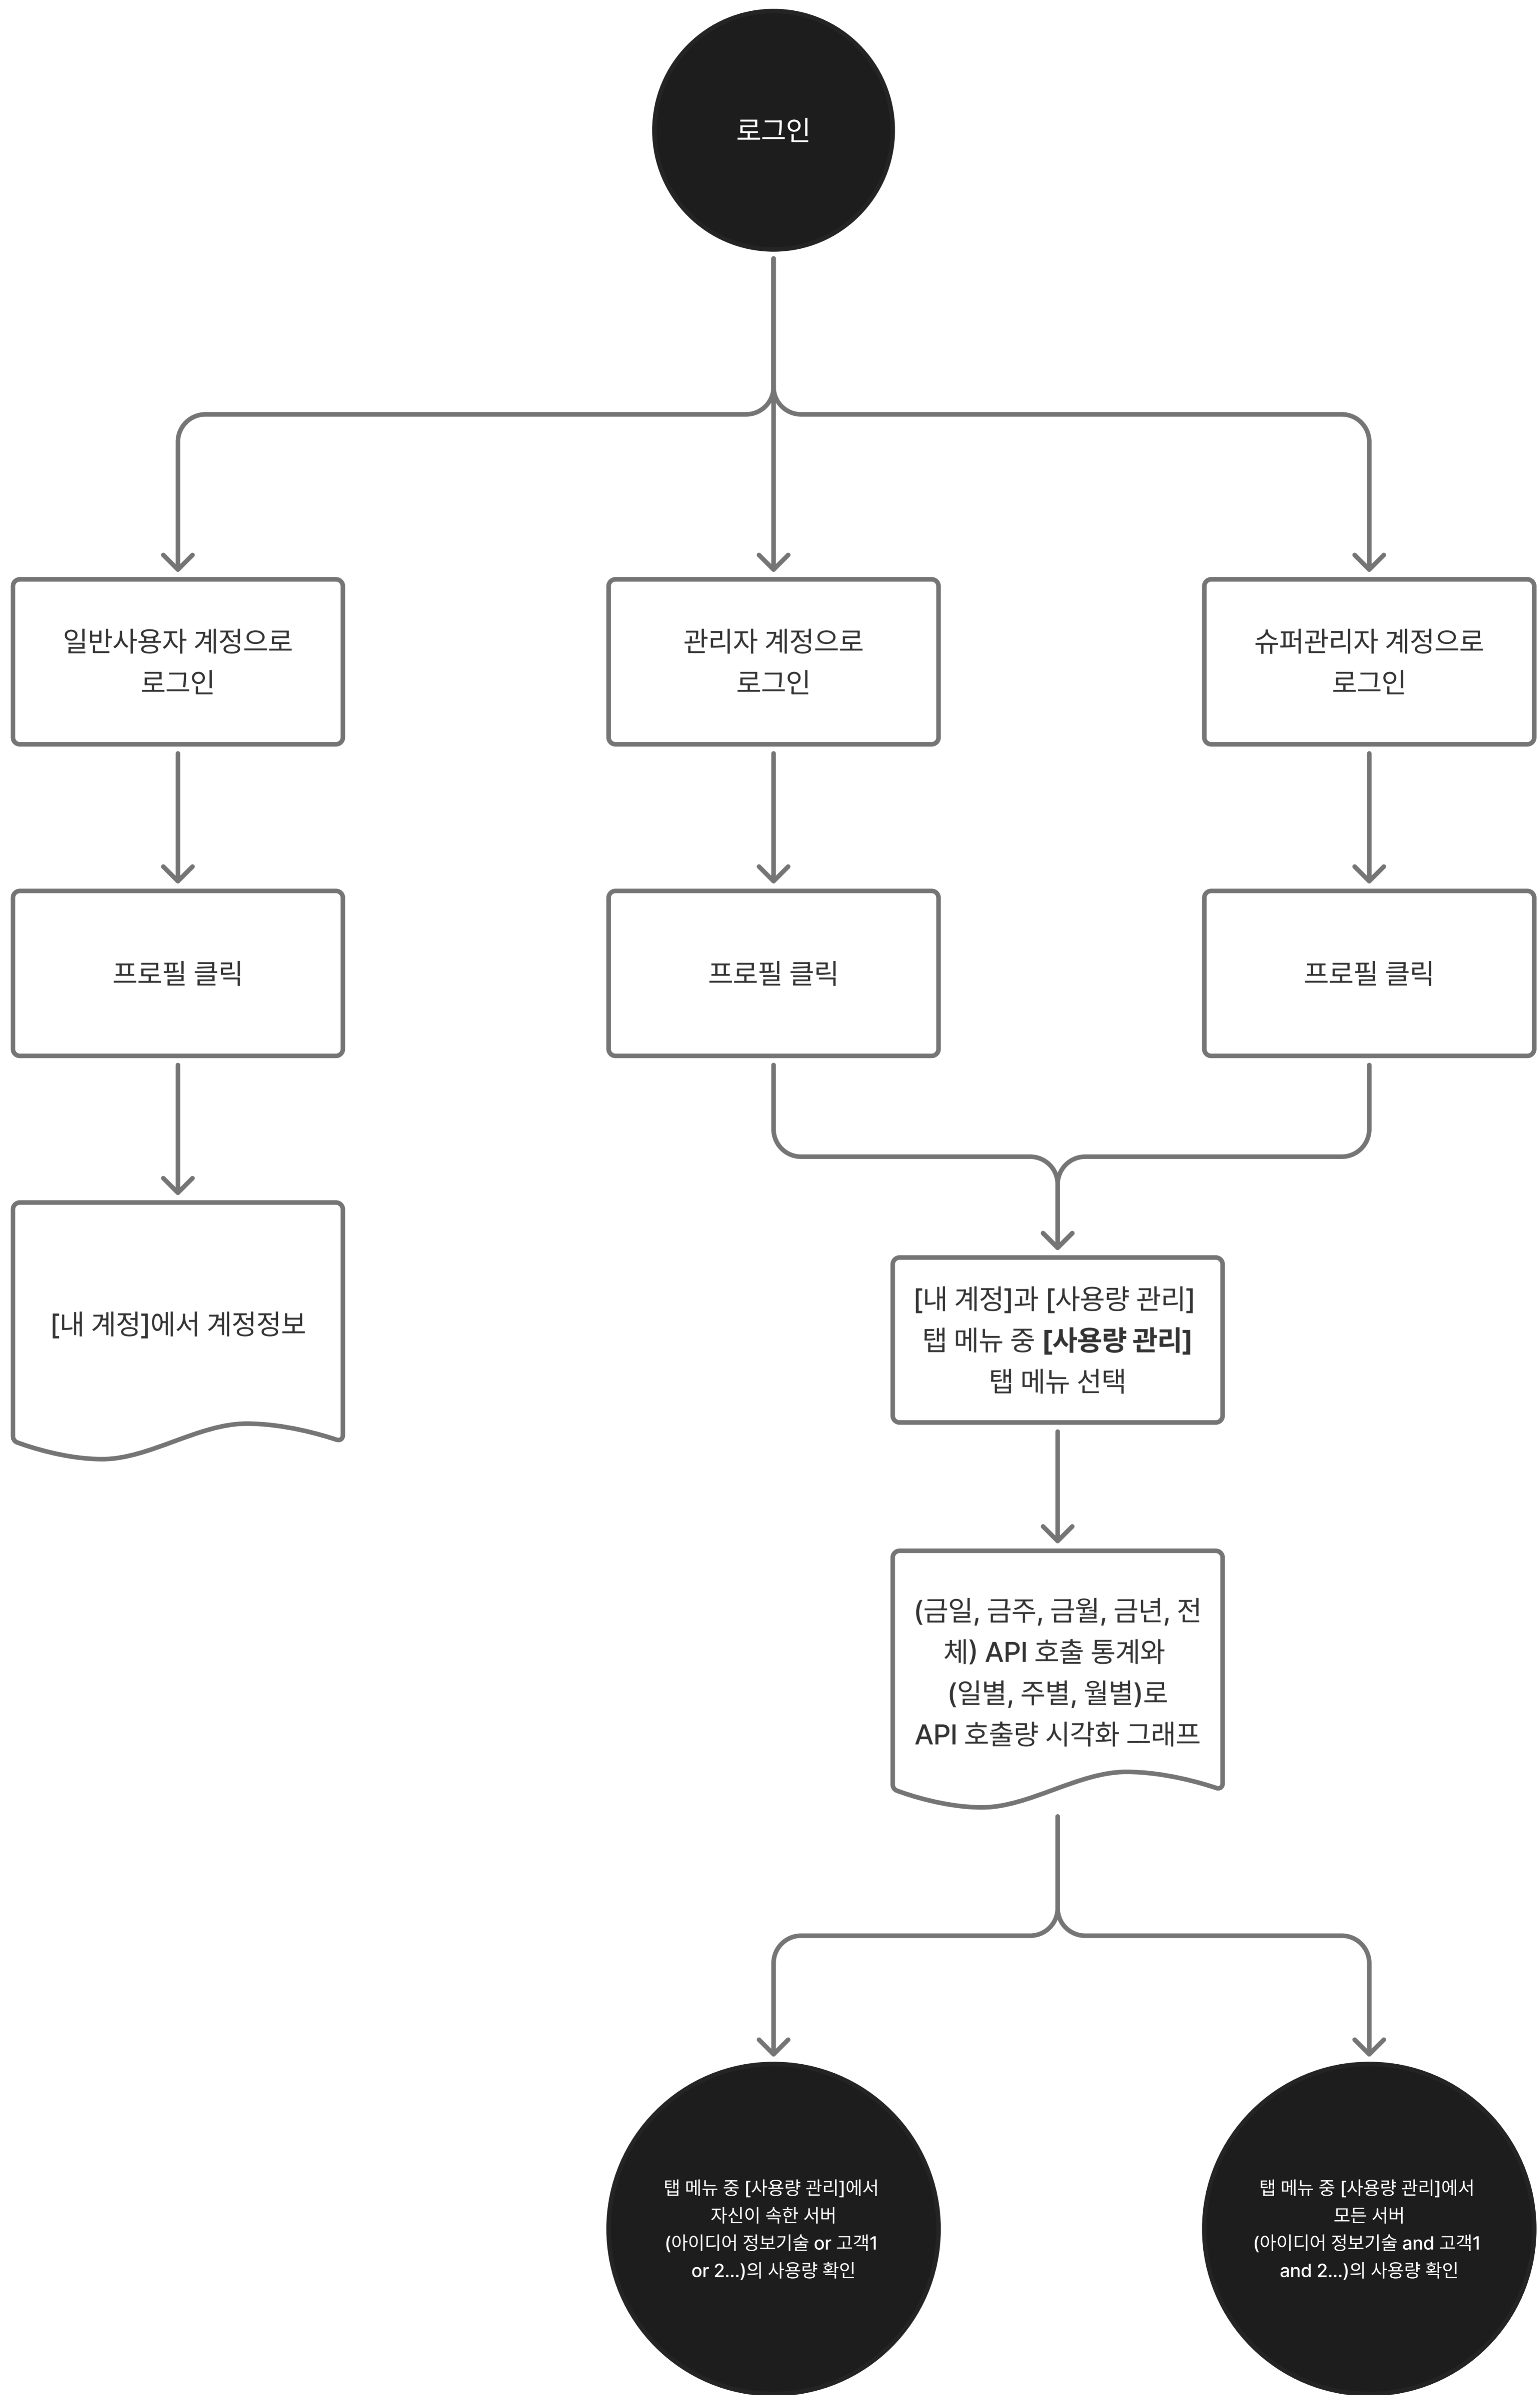 로그인
일반사용자 계정으로
로그인
관리자 계정으로
로그인
슈퍼관리자 계정으로
로그인
프로필 클릭
프로필 클릭
프로필 클릭
[내 계정]에서 계정정보
[내 계정]과 [사용량 관리]
탭 메뉴 중 [사용량 관리]
탭 메뉴 선택
(금일, 금주, 금월, 금년, 전
체) API 호출 통계와
(일별, 주별, 월별)로
API 호출량 시각화 그래프
탭 메뉴 중 [사용량 관리]에서
자신이 속한 서버
(아이디어 정보기술 or 고객1
or 2...)의 사용량 확인
탭 메뉴 중 [사용량 관리]에서
모든 서버
(아이디어 정보기술 and 고객1
and 2...)의 사용량 확인